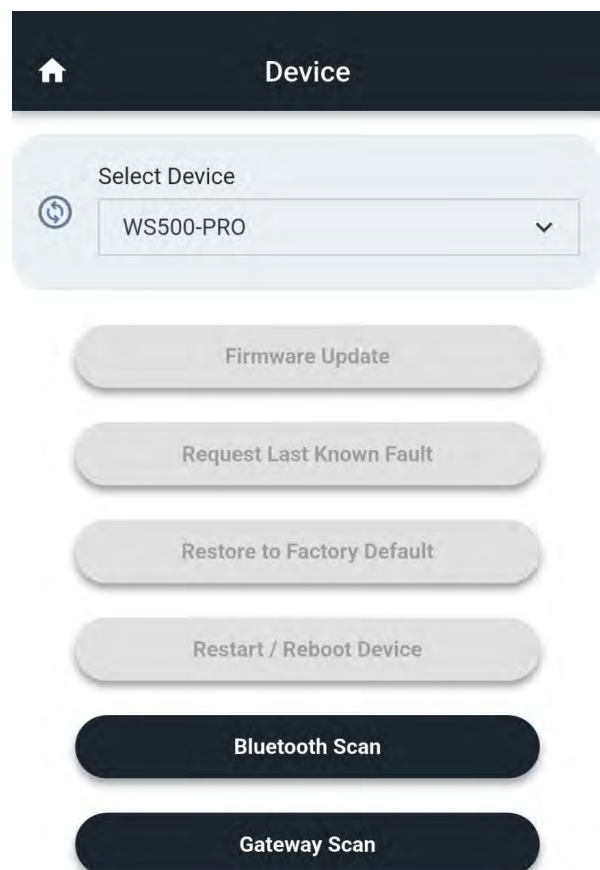 Device
Select Device
WS500-PRO
Firmware Update
Request Last Known Fault
Restore to Factory Default
Restart / Reboot Device
Bluetooth Scan
Gateway Scan